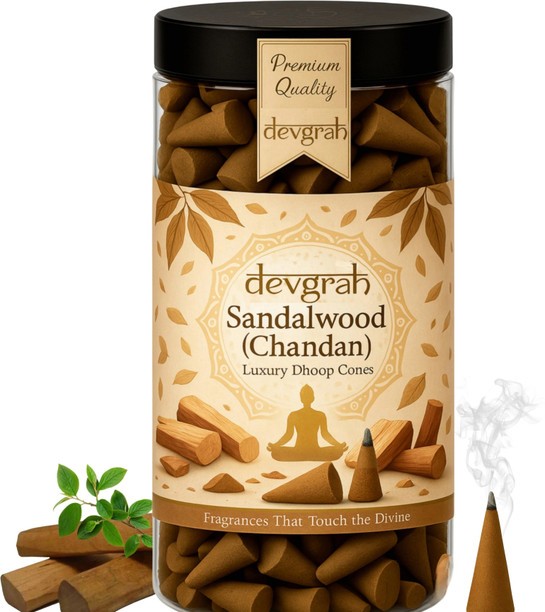 Premium
Quality
devgrah
devgrah
Sandalwood
(Chandan)
Luxury Dhoop Cones
Fragrances That Touch the Divine